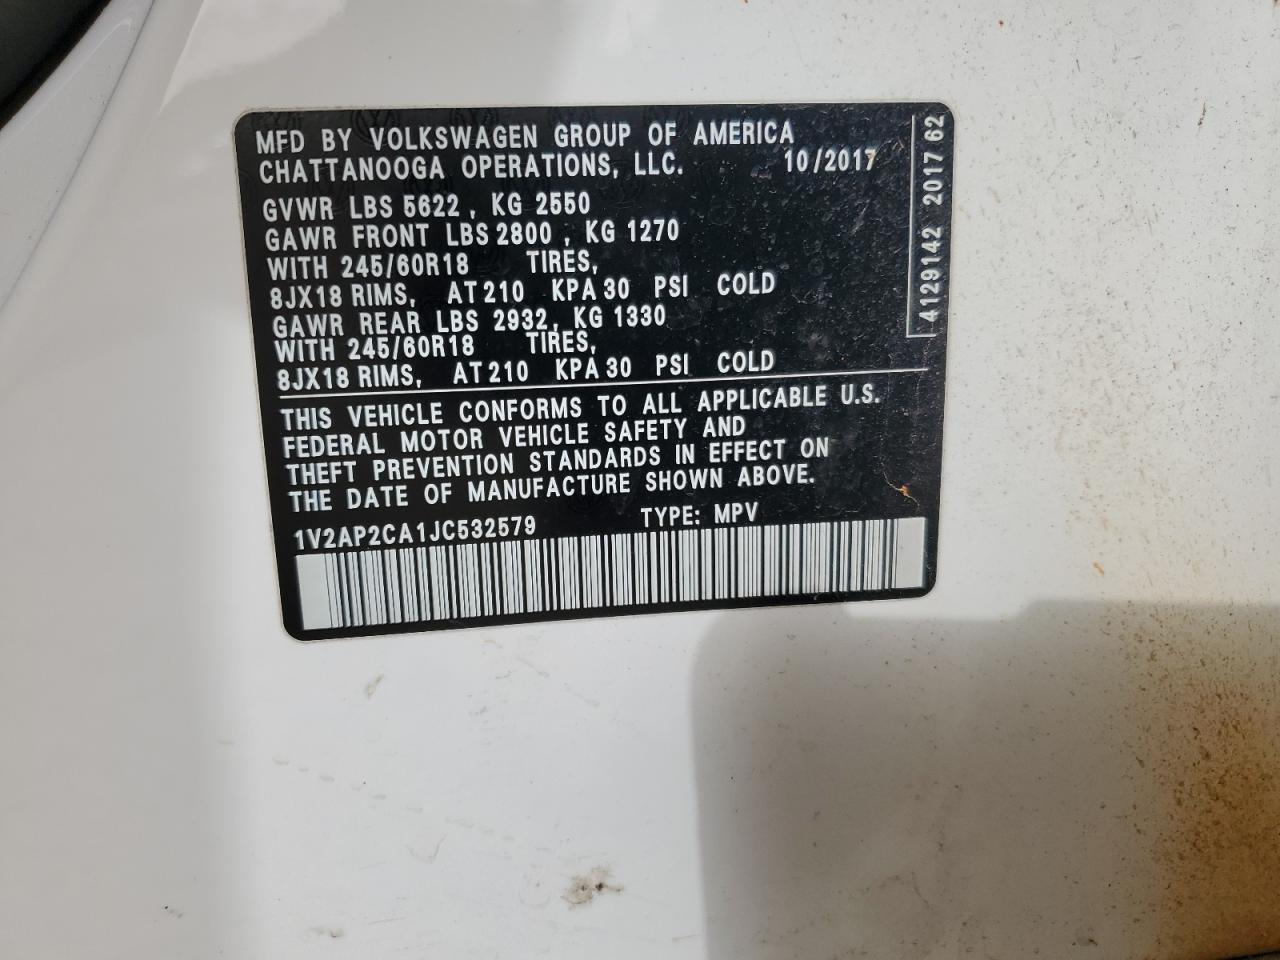 MFD BY VOLKSWAGEN GROUP OF AMERICA
CHATTANOOGA OPERATIONS, LLC. 10/2017
GVWR LBS 5622, KG 2550
GAWR FRONT LBS 2800, KG 1270
WITH 245/60R18 TIRES,
8JX18 RIMS, AT 210 KPA 30 PSI COLD
GAWR REAR LBS 2932, KG 1330
WITH 245/60R18 TIRES,
8JX18 RIMS, AT 210 KPA 30 PSI COLD
THIS VEHICLE CONFORMS TO ALL APPLICABLE U.S.
FEDERAL MOTOR VEHICLE SAFETY AND
THEFT PREVENTION STANDARDS IN EFFECT ON
THE DATE OF MANUFACTURE SHOWN ABOVE.
1V2AP2CA1JC532579 TYPE: MPV
4129142 2017 62